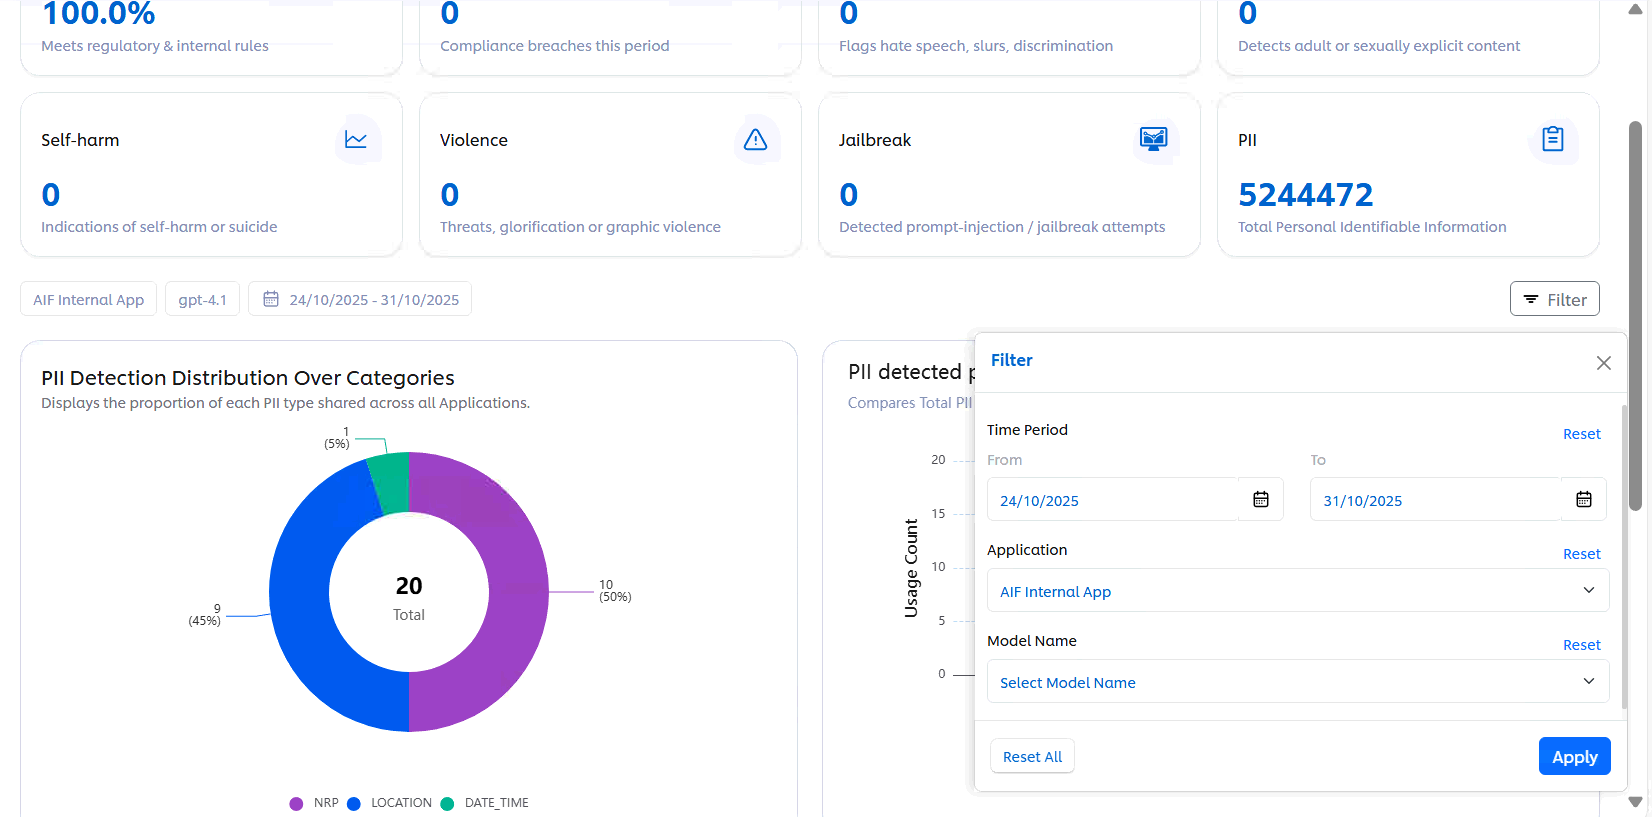 100.0%
Meets regulatory & internal rules
0
Compliance breaches this period
0
Flags hate speech, slurs, discrimination
0
Detects adult or sexually explicit content
Self-harm
0
Indications of self-harm or suicide
Violence
0
Threats, glorification or graphic violence
Jailbreak
0
Detected prompt-injection / jailbreak attempts
PII
5244472
Total Personal Identifiable Information
AIF Internal App
gpt-4.1
24/10/2025 - 31/10/2025
Filter
PII Detection Distribution Over Categories
Displays the proportion of each PII type shared across all Applications.
1
(5%)
10
(50%)
9
(45%)
20
Total
NRP
LOCATION
DATE_TIME
PII detected
Compares Total PII
Usage Count
20
15
10
5
0
Filter
Time Period
Reset
From
To
24/10/2025
31/10/2025
Application
Reset
AIF Internal App
Model Name
Reset
Select Model Name
Reset All
Apply